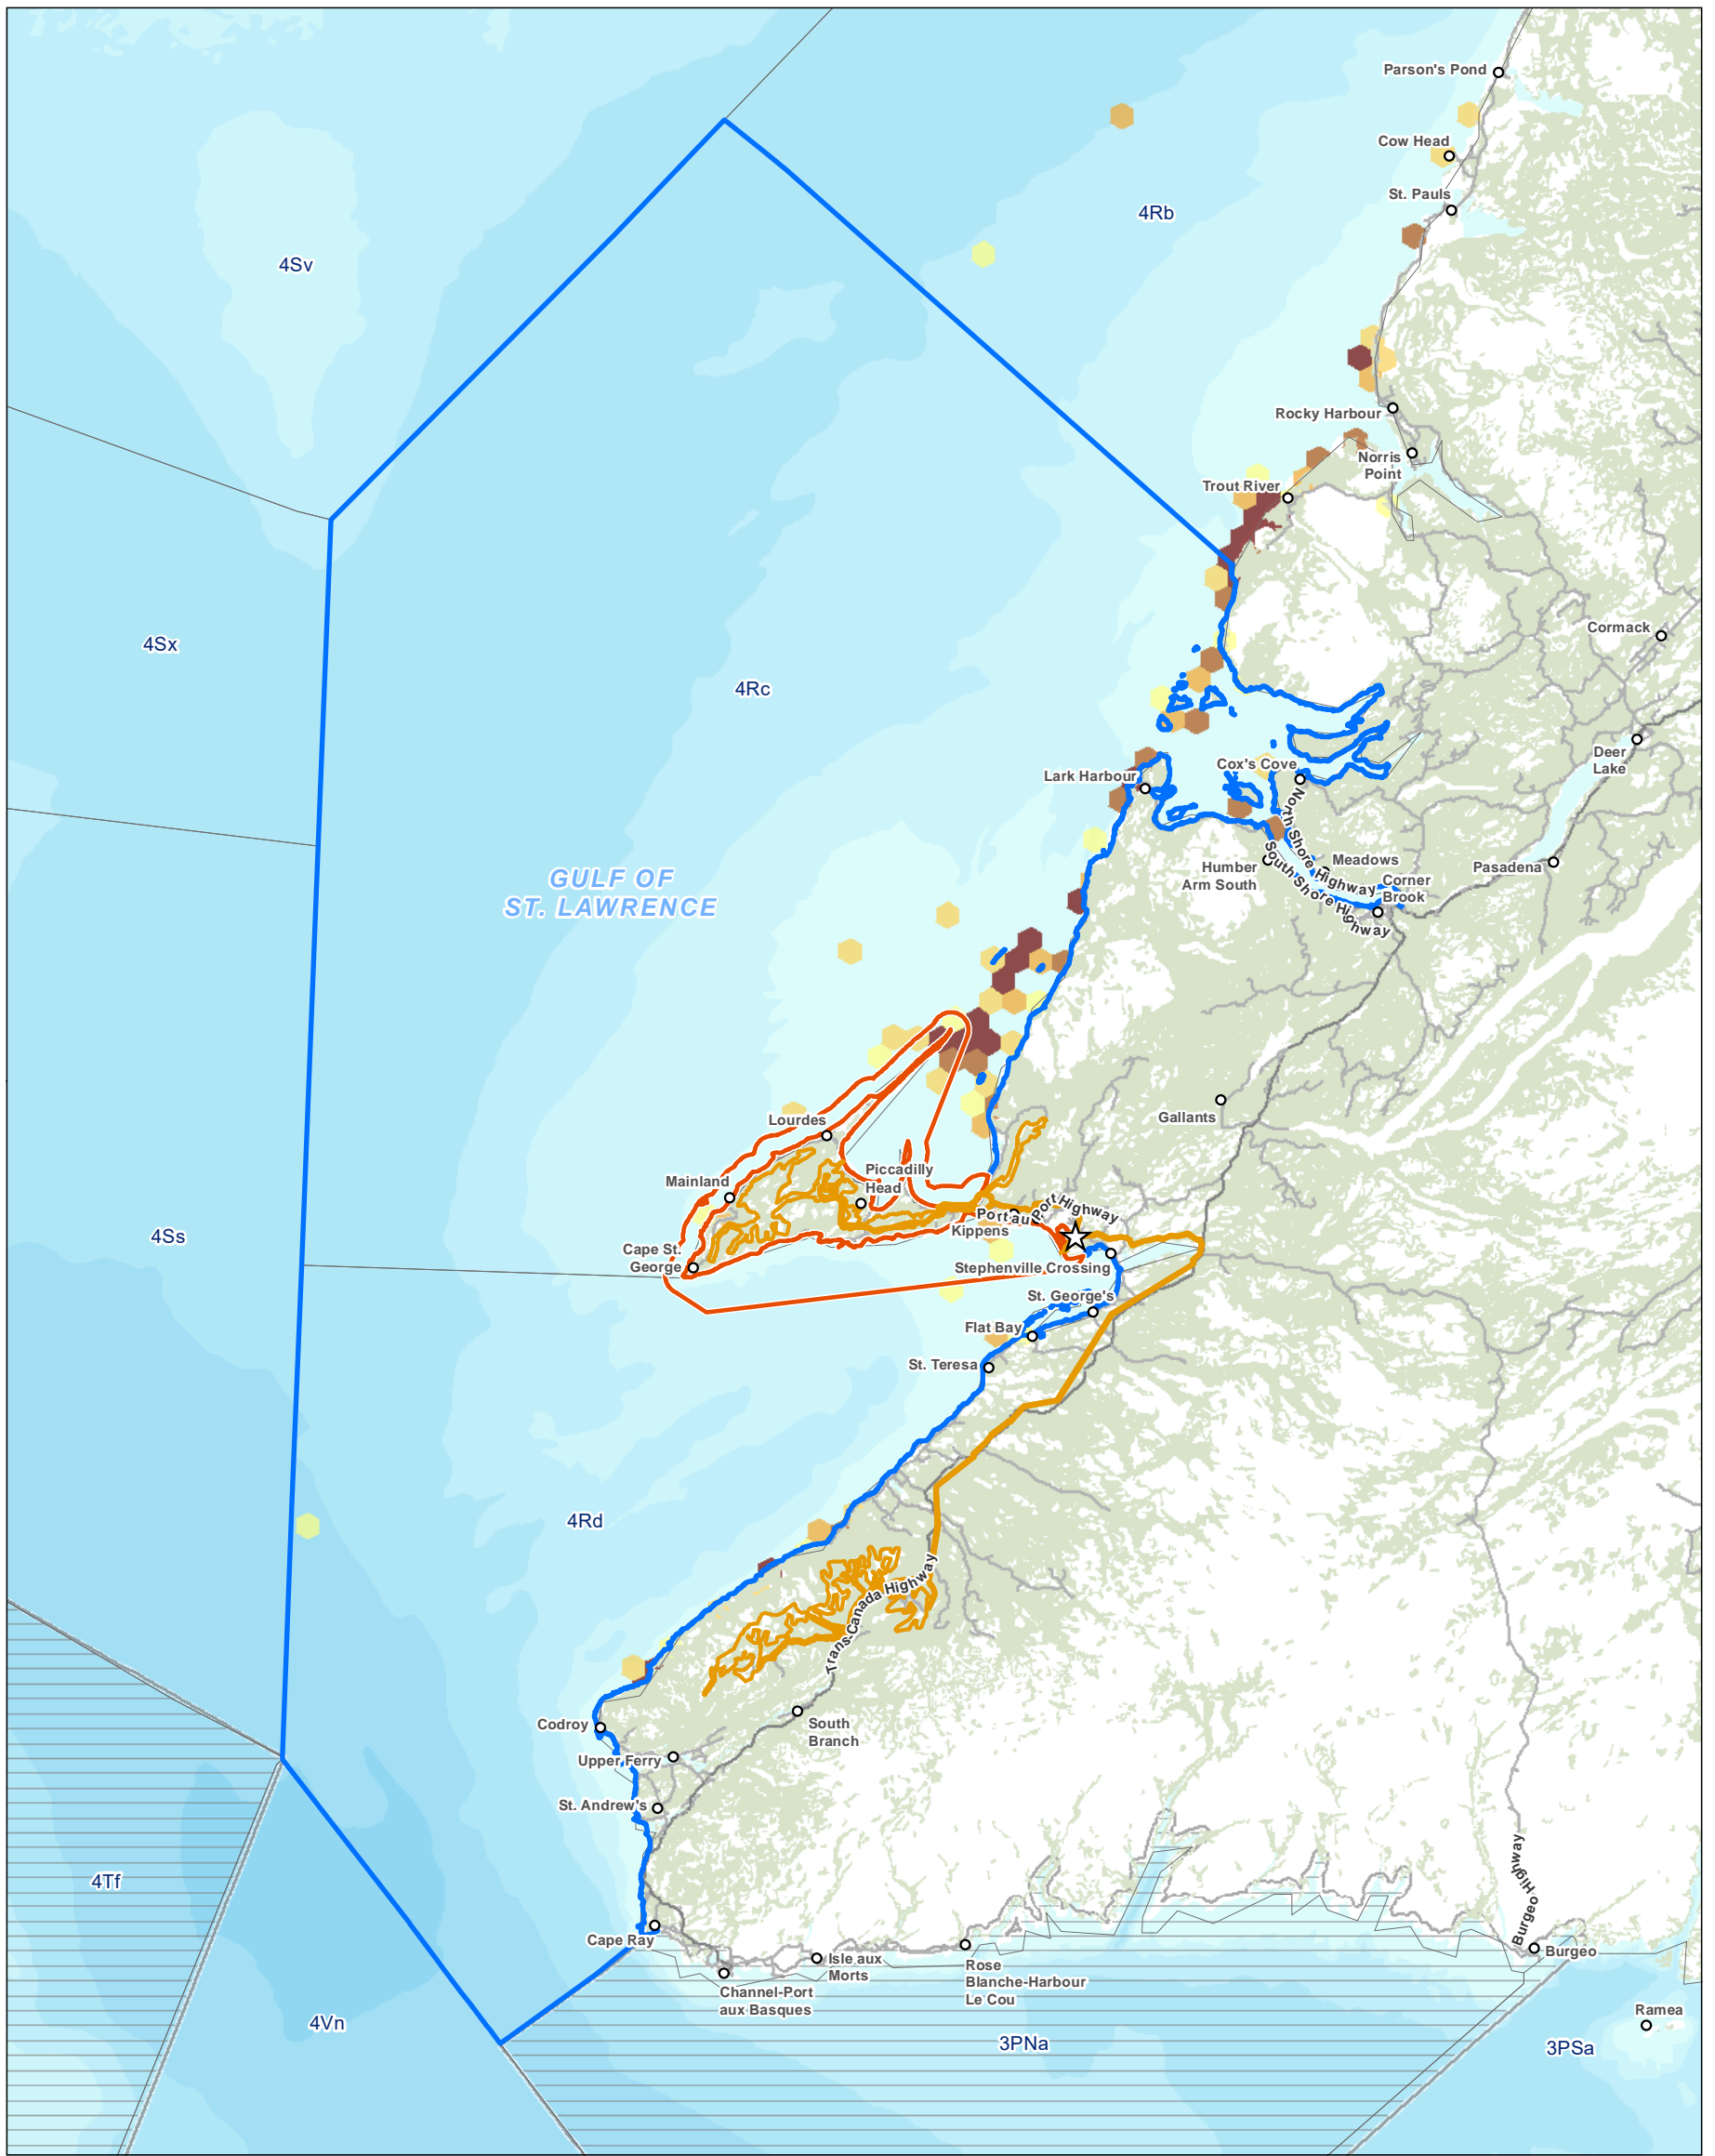 Parson's Pond
Cow Head
St. Pauls
4Rb
4Sv
Rocky Harbour
Norris
Point
Trout River
Cormack
4Sx
4Rc
Deer
Lake
Cox's Cove
Lark Harbour
North Shore Highway
South Shore Highway
Meadows
Humber
Arm South
Corner
Brook
Pasadena
GULF OF
ST. LAWRENCE
Gallants
Lourdes
Piccadilly
Head
Mainland
Port au Port Highway
Kippens
4Ss
Cape St.
George
Stephenville Crossing
St. George's
Flat Bay
St. Teresa
4Rd
Trans-Canada Highway
South
Branch
Codroy
Upper Ferry
St. Andrew's
4Tf
Burgeo Highway
Cape Ray
Isle aux
Morts
Rose
Blanche-Harbour
Le Cou
Burgeo
Channel-Port
aux Basques
Ramea
4Vn
3PNa
3PSa